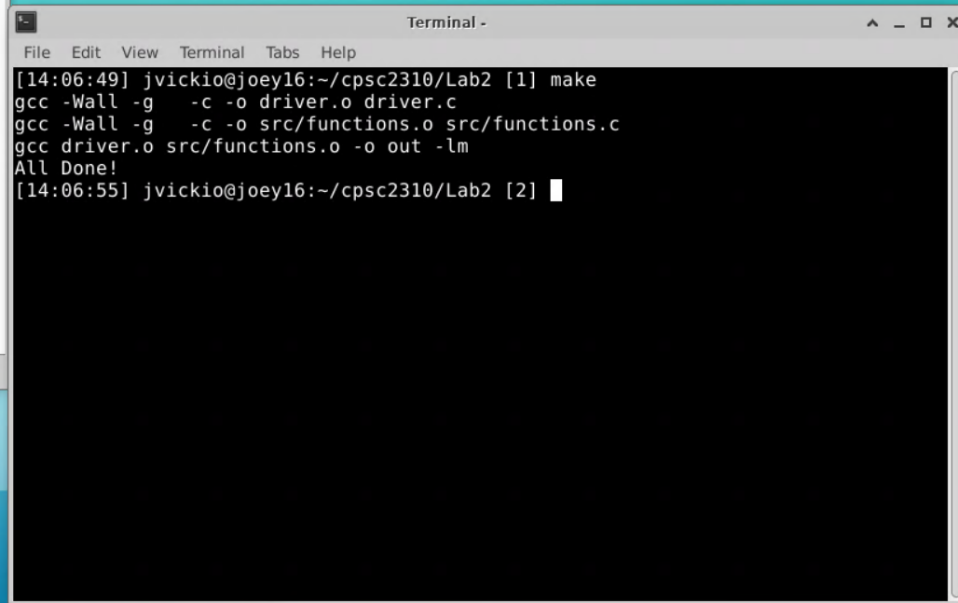 Terminal -
File Edit View Terminal Tabs Help
[14:06:49] jvickio@joey16:~/cpsc2310/Lab2 [1] make
gcc -Wall -g   -c -o driver.o driver.c
gcc -Wall -g   -c -o src/functions.o src/functions.c
gcc driver.o src/functions.o -o out -lm
All Done!
[14:06:55] jvickio@joey16:~/cpsc2310/Lab2 [2]